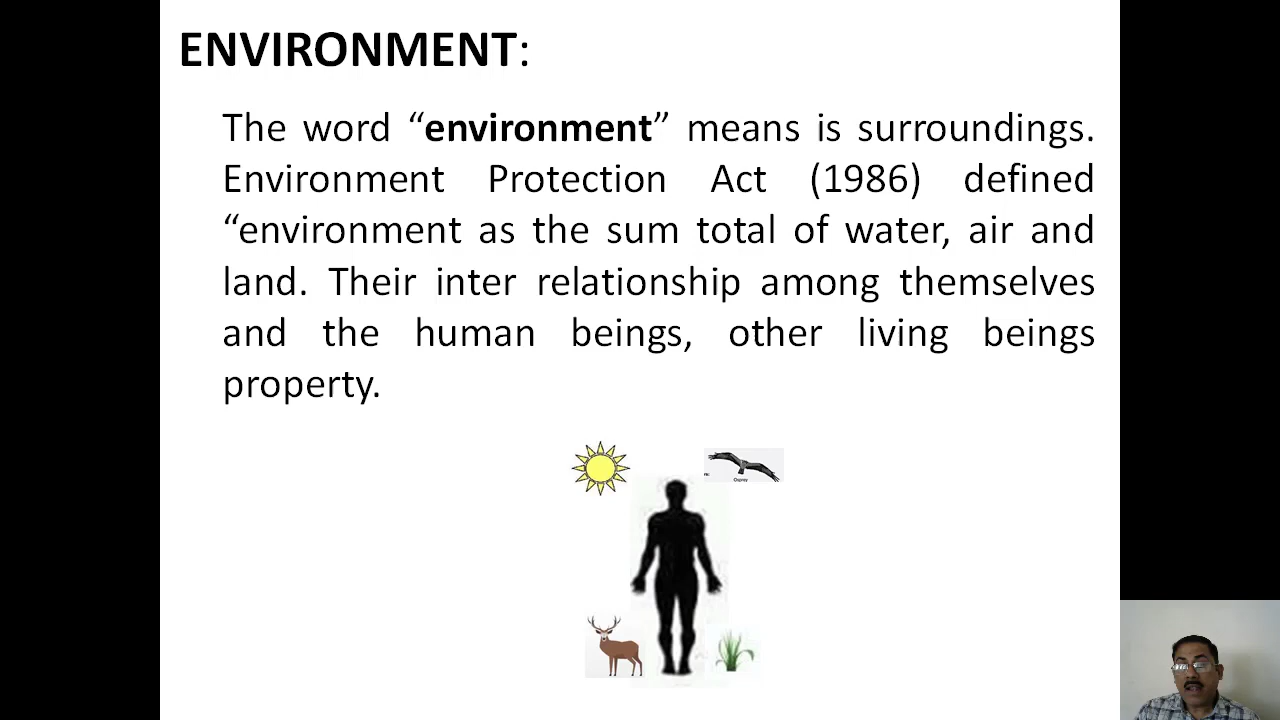 ENVIRONMENT:
The word “environment” means is surroundings.
Environment Protection Act (1986) defined
“environment as the sum total of water, air and
land. Their inter relationship among themselves
and the human beings, other living beings
property.
Osprey